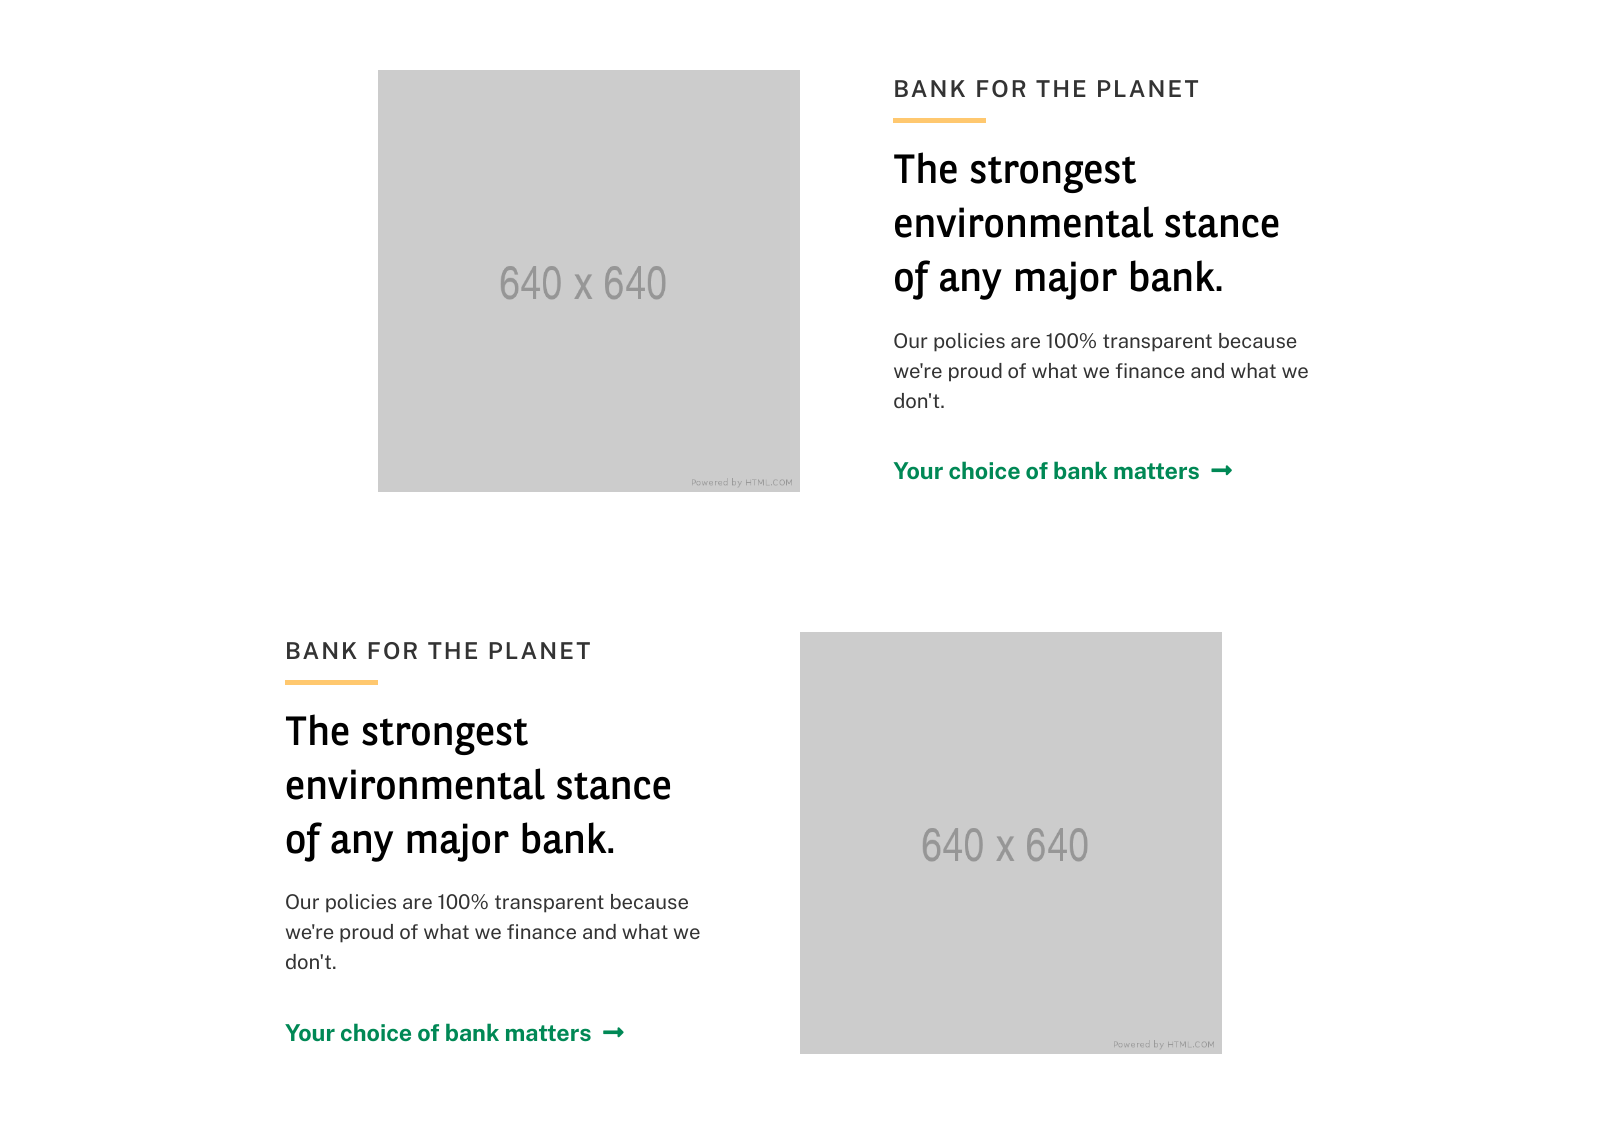 640 x 640
Powered by HTML.COM
BANK FOR THE PLANET
The strongest
environmental stance
of any major bank.
Our policies are 100% transparent because
we're proud of what we finance and what we
don't.
Your choice of bank matters →
BANK FOR THE PLANET
The strongest
environmental stance
of any major bank.
Our policies are 100% transparent because
we're proud of what we finance and what we
don't.
Your choice of bank matters →
640 x 640
Powered by HTML.COM